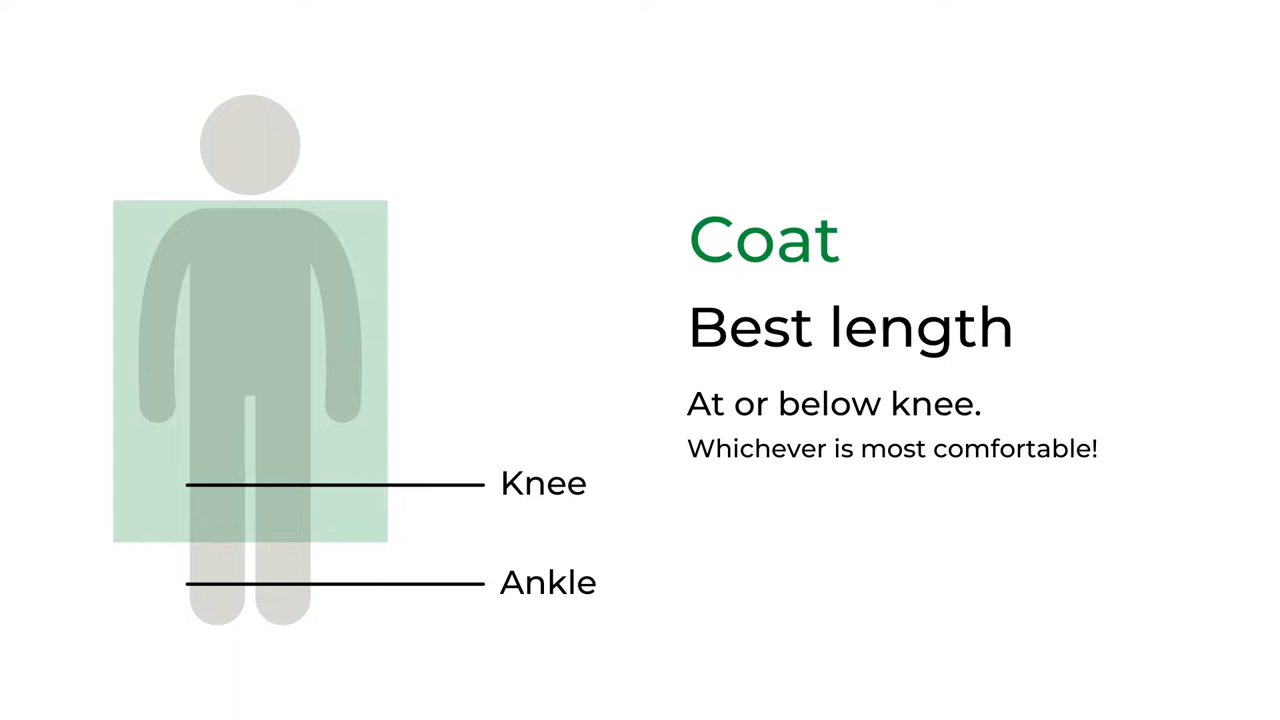 Coat
Best length
At or below knee.
Whichever is most comfortable!
Knee
Ankle